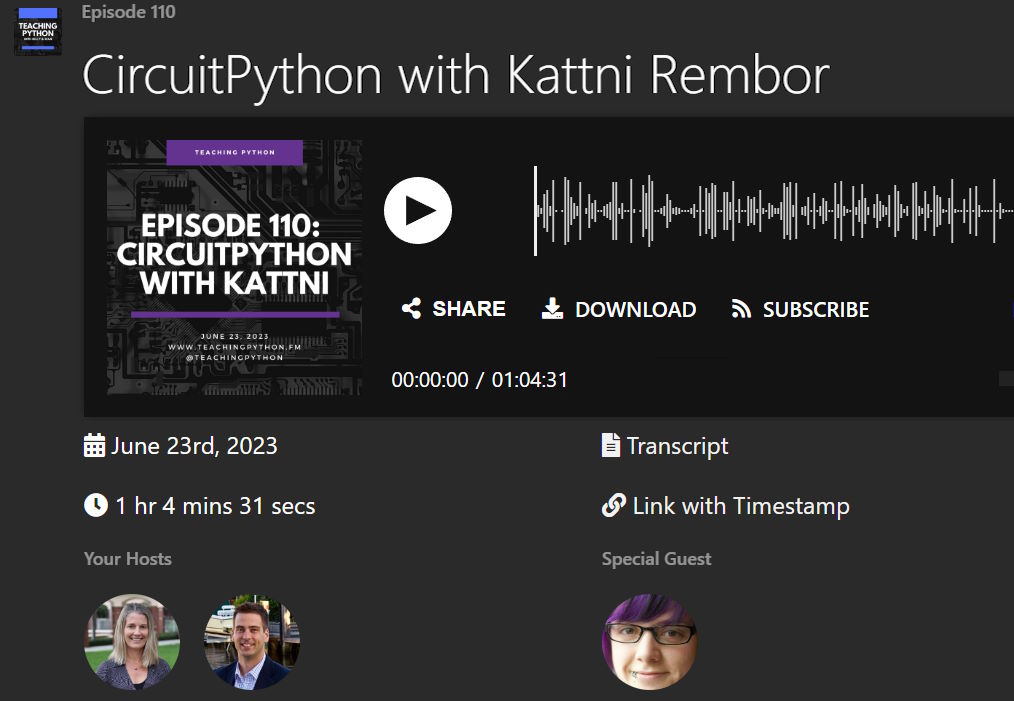 Episode 110
TEACHING
PYTHON
CircuitPython with Kattni Rembor
TEACHING PYTHON
EPISODE 110:
CIRCUITPYTHON
WITH KATTNI
JUNE 23, 2023
WWW.TEACHINGPYTHON.FM
@TEACHINGPYTHON
SHARE
DOWNLOAD
SUBSCRIBE
00:00:00 / 01:04:31
June 23rd, 2023
Transcript
1 hr 4 mins 31 secs
Link with Timestamp
Your Hosts
Special Guest